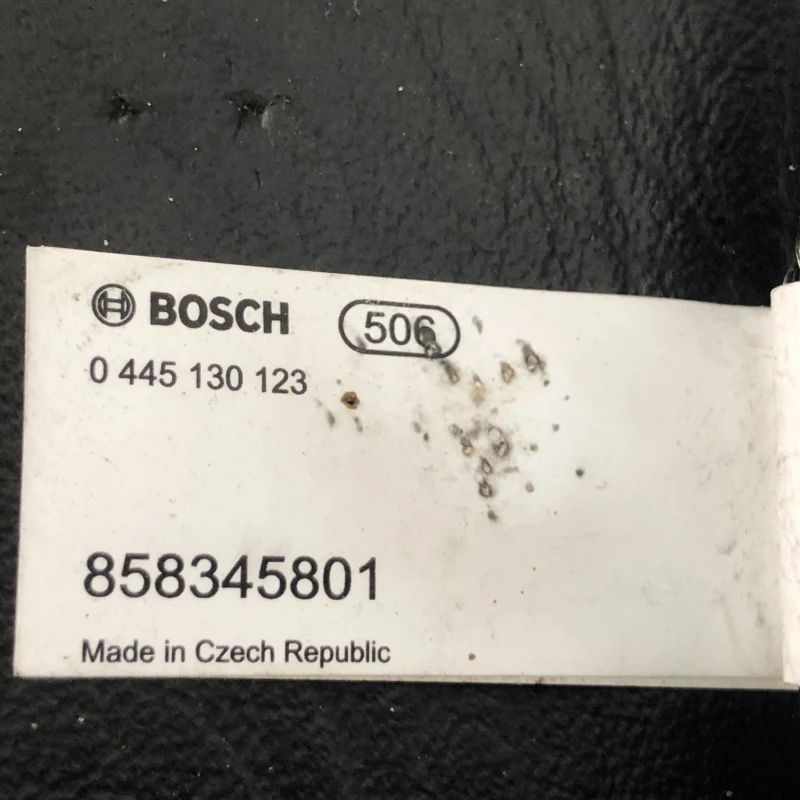 BOSCH 506
0 445 130 123
858345801
Made in Czech Republic